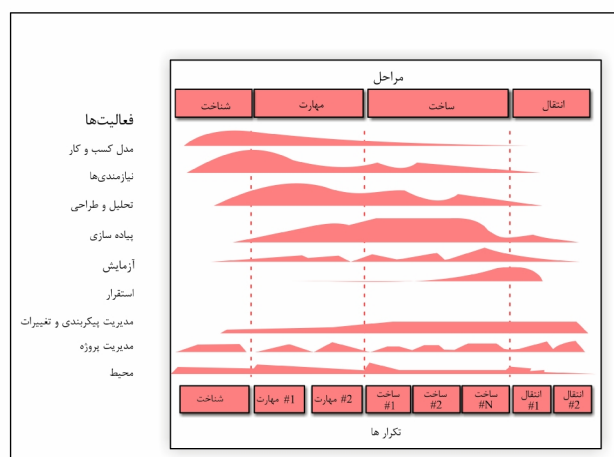 مراحل
شناخت
مهارت
ساخت
انتقال
فعالیت‌ها
مدل کسب و کار
نیازمندی‌ها
تحلیل و طراحی
پیاده سازی
آزمایش
استقرار
مدیریت پیکربندی و تغییرات
مدیریت پروژه
محیط
شناخت
مهارت #1
مهارت #2
ساخت
#1
ساخت
#2
ساخت
#N
انتقال
#1
انتقال
#2
تکرار ها